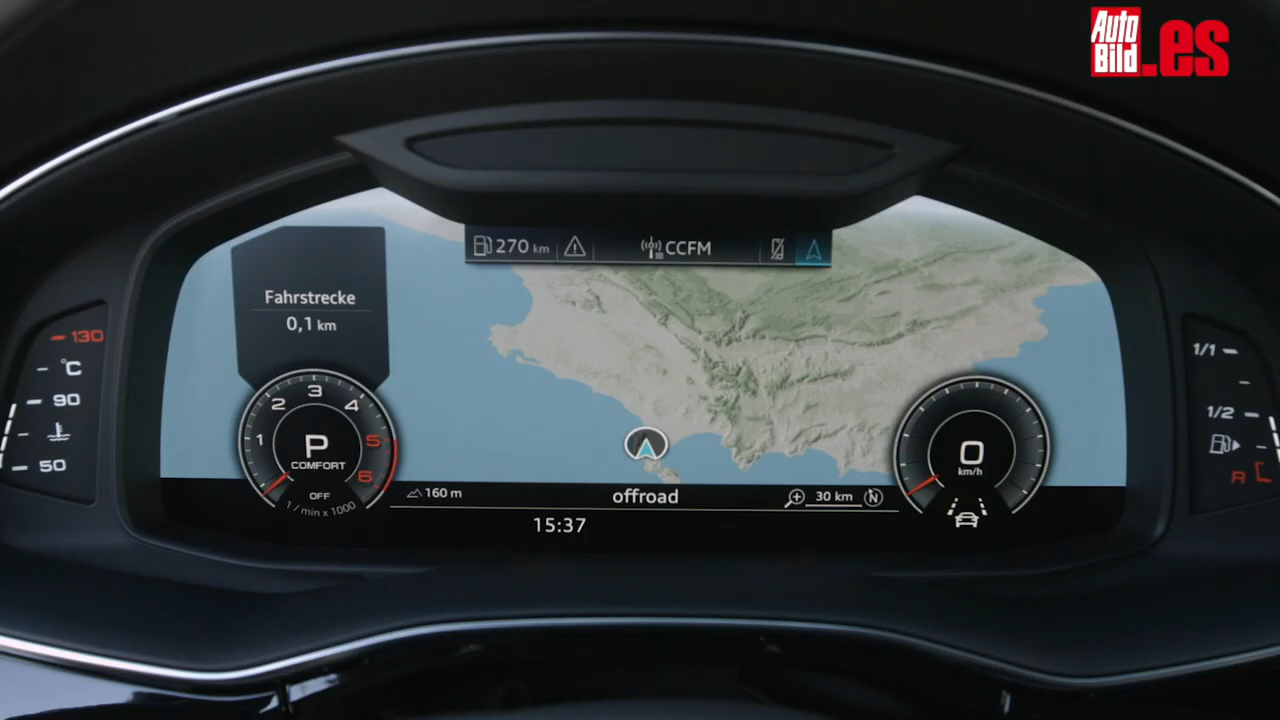 Auto
Bild.es
270 km
CCFM
Fahrstrecke
0,1 km
130
°C
90
50
1/1
1/2
R
1 2 3 4 5 6
P
COMFORT
OFF
1 / min x 1000
0
km/h
160 m
offroad
30 km
N
15:37